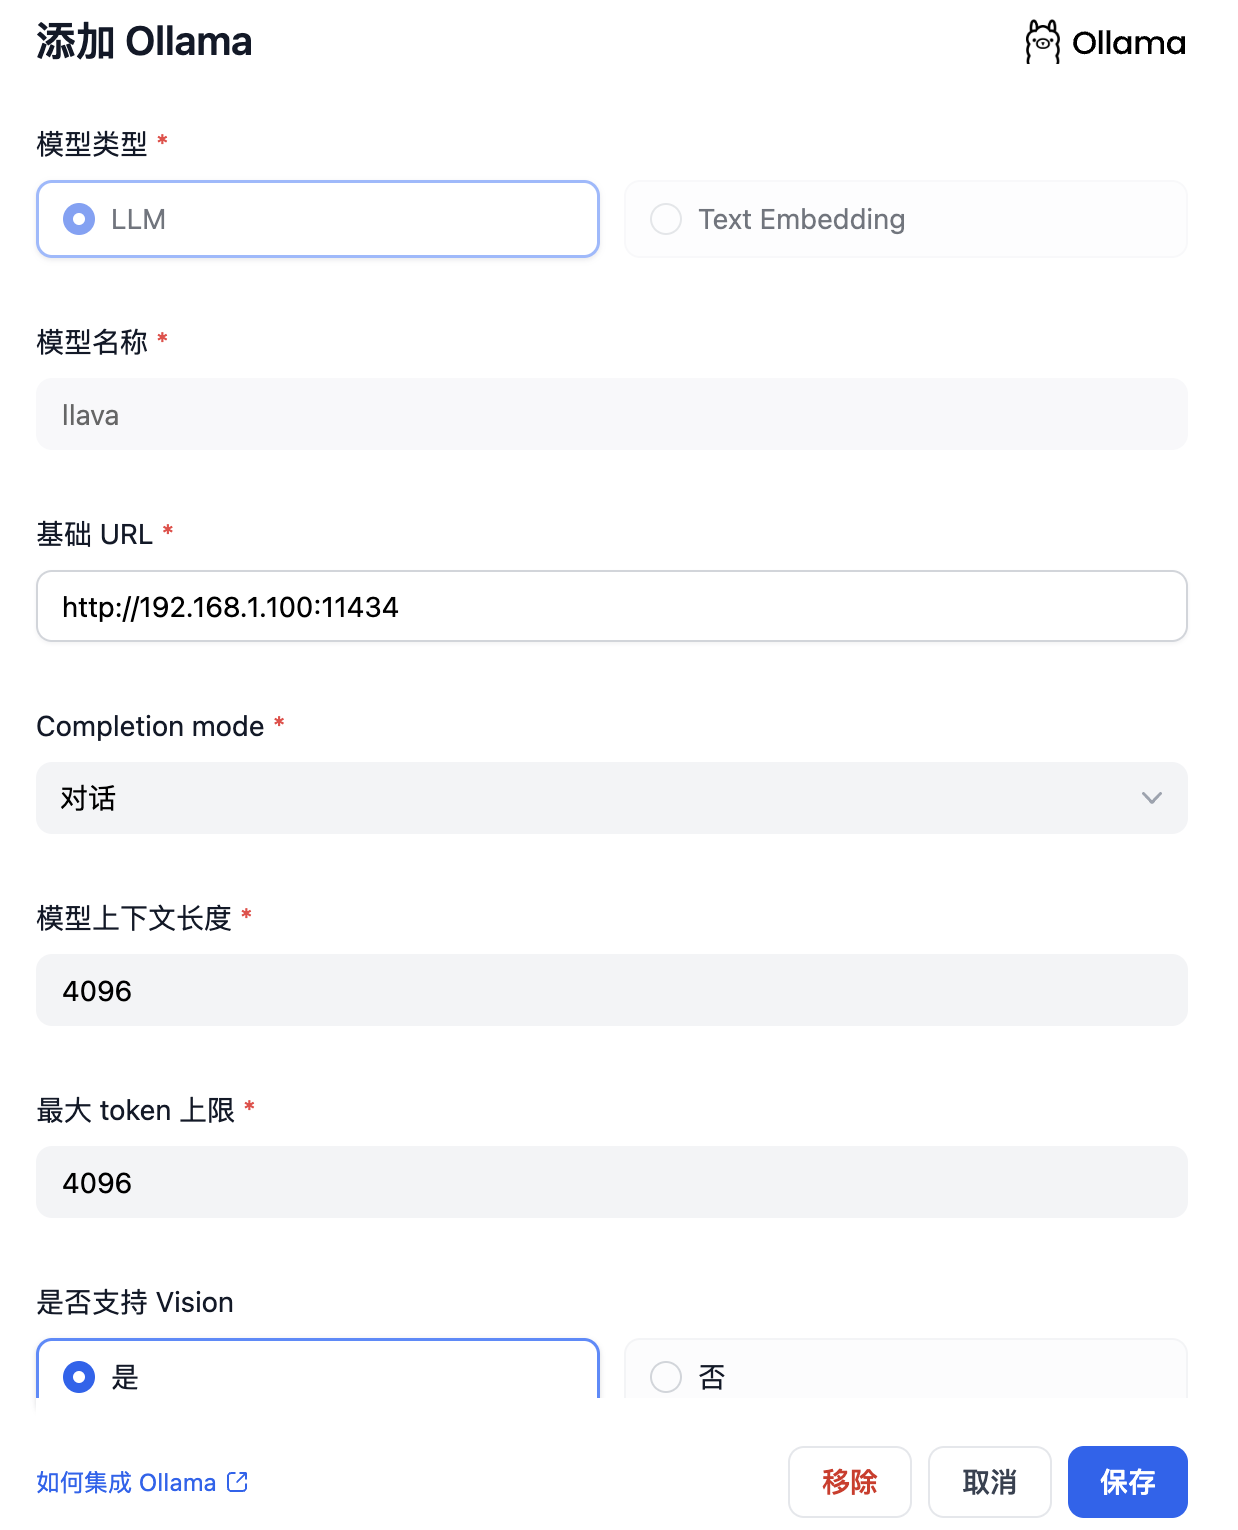 添加 Ollama
Ollama
模型类型 *
LLM
Text Embedding
模型名称 *
llava
基础 URL *
http://192.168.1.100:11434
Completion mode *
对话
模型上下文长度 *
4096
最大 token 上限 *
4096
是否支持 Vision
是
否
如何集成 Ollama
移除
取消
保存